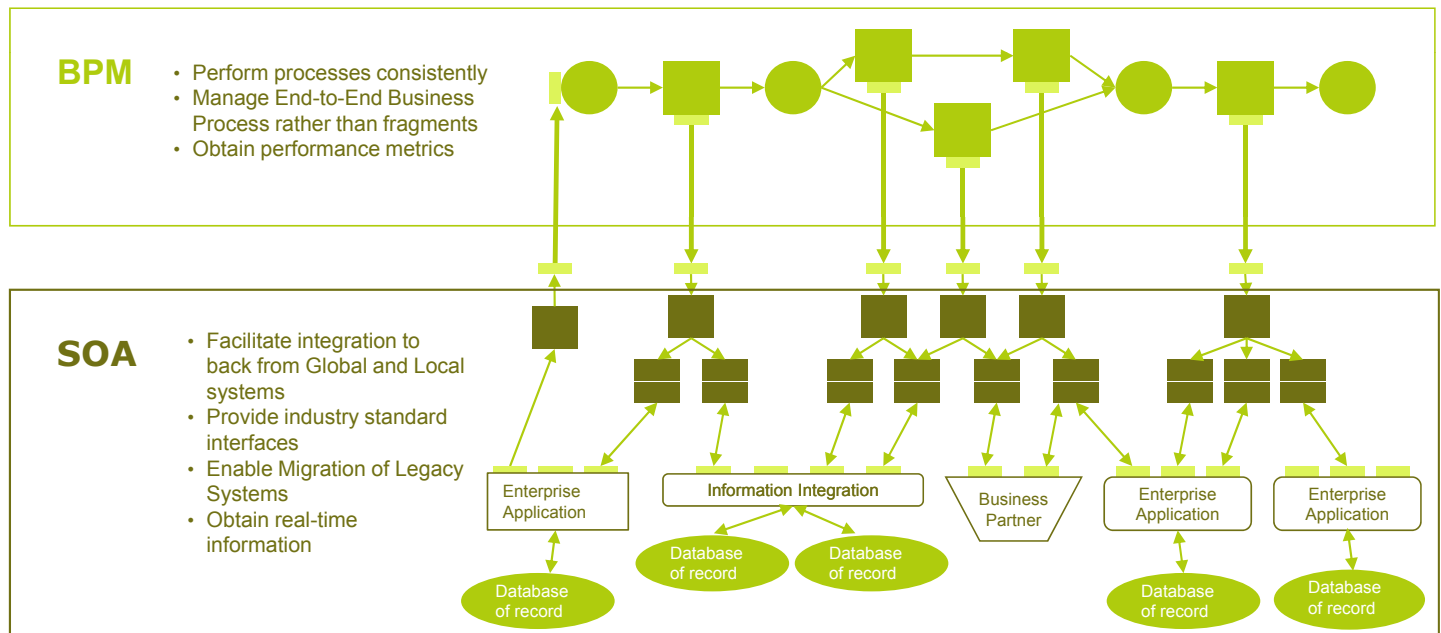 BPM
• Perform processes consistently
• Manage End-to-End Business
Process rather than fragments
• Obtain performance metrics
SOA
• Facilitate integration to
back from Global and Local
systems
• Provide industry standard
interfaces
• Enable Migration of Legacy
Systems
• Obtain real-time
information
Enterprise
Application
Information Integration
Business
Partner
Enterprise
Application
Enterprise
Application
Database
of record
Database
of record
Database
of record
Database
of record
Database
of record